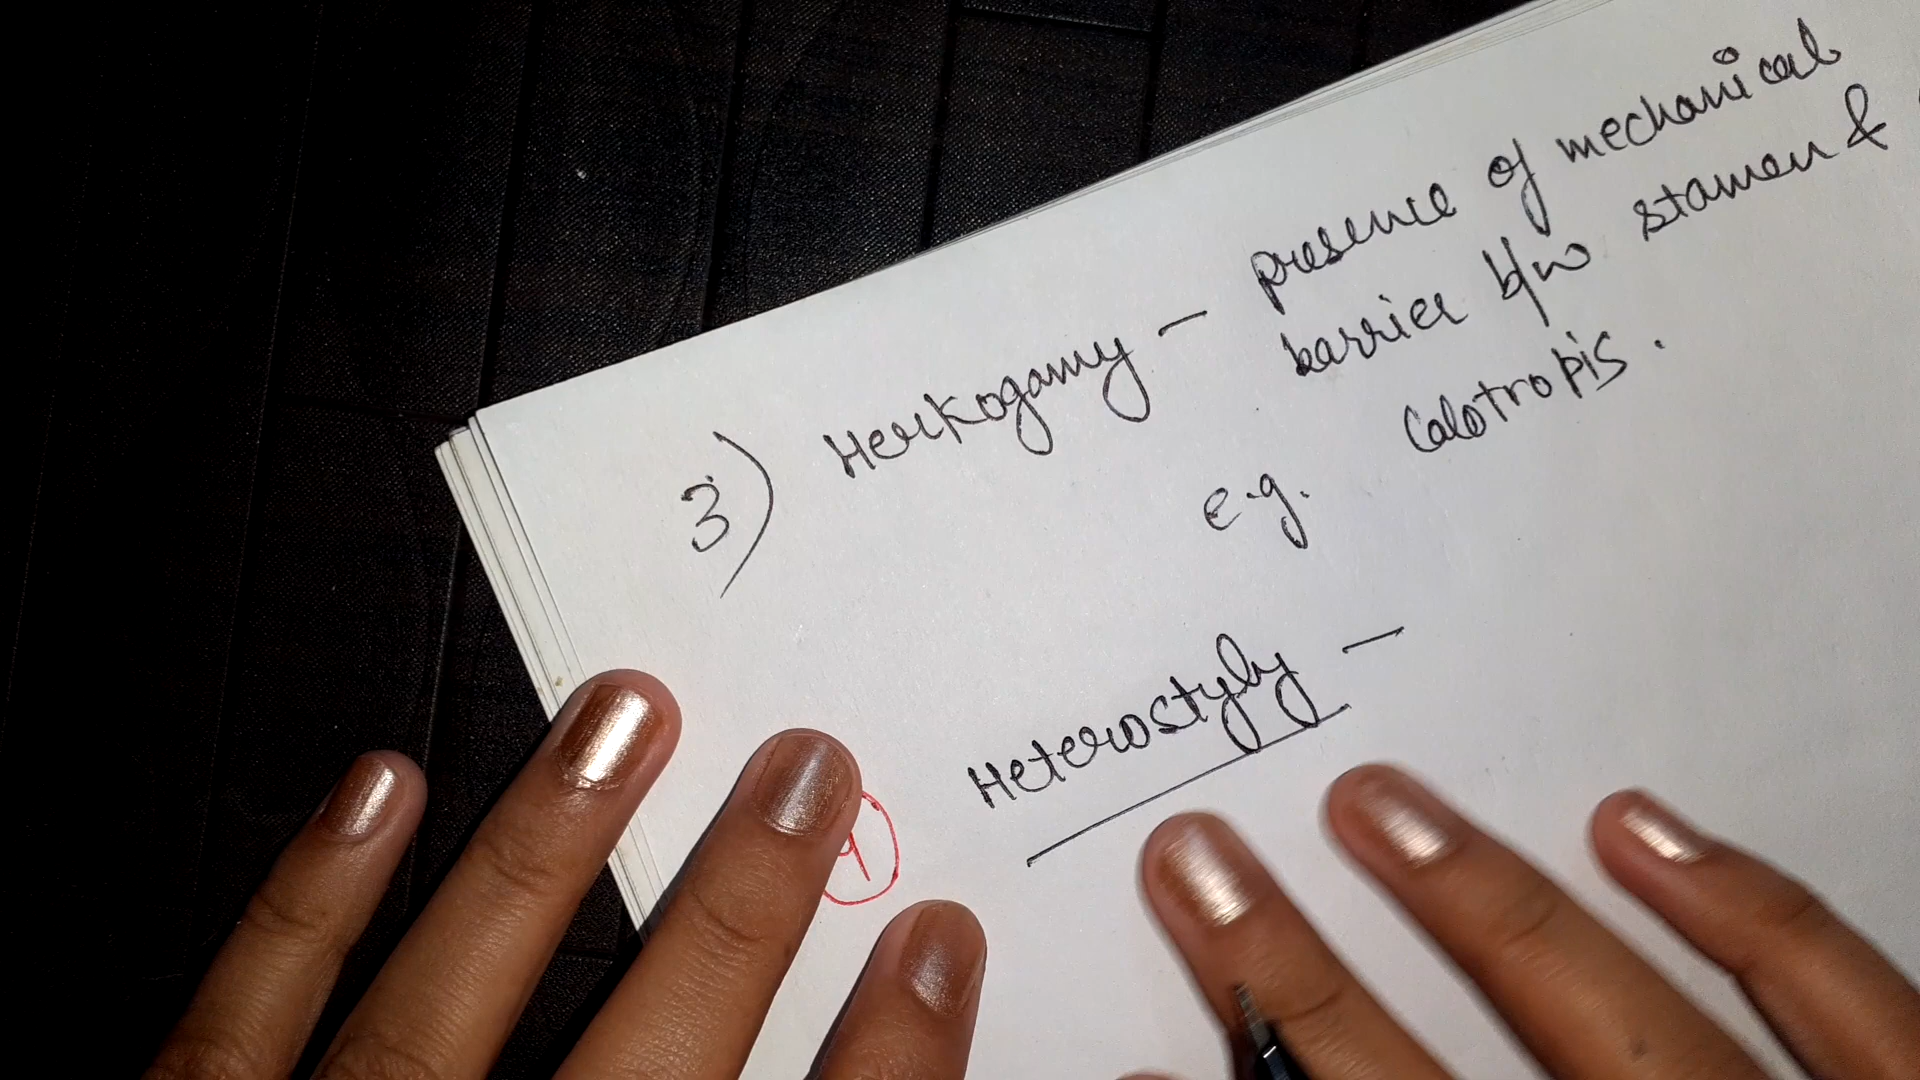 3) Herkogamy - presence of mechanical
barrier b/w stamen &
e.g. Calotropis.
Heterostyly -